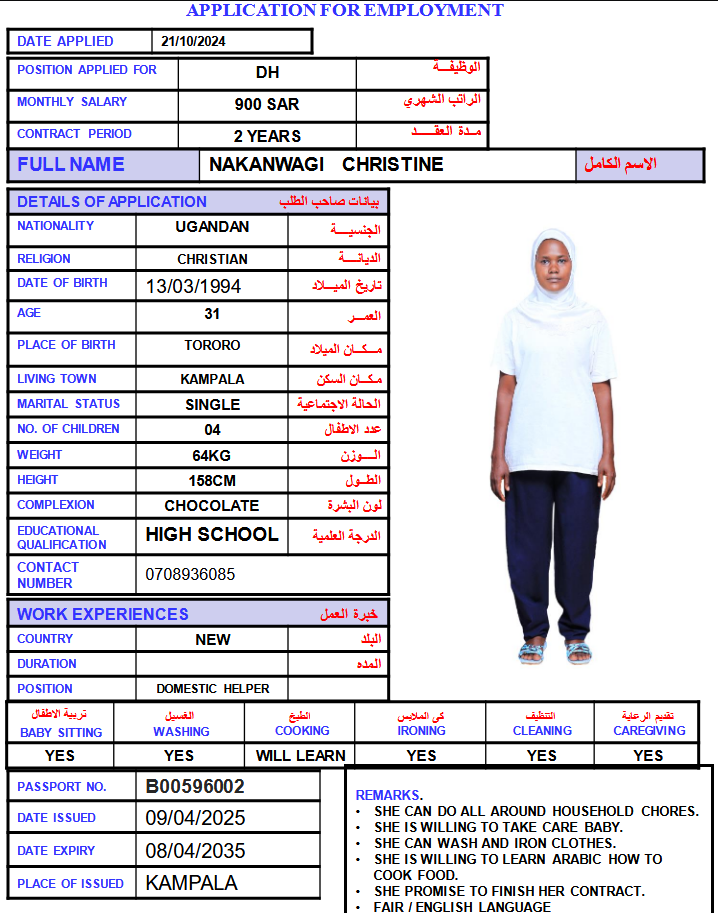 APPLICATION FOR EMPLOYMENT
DATE APPLIED 21/10/2024
POSITION APPLIED FOR DH الوظيفـــة
MONTHLY SALARY 900 SAR الراتب الشهري
CONTRACT PERIOD 2 YEARS مـدة العقـــد
FULL NAME NAKANWAGI CHRISTINE الاسم الكامل
DETAILS OF APPLICATION بيانات صاحب الطلب
NATIONALITY UGANDAN الجنسيـــة
RELIGION CHRISTIAN الديانـــة
DATE OF BIRTH 13/03/1994 تاريخ الميـــلاد
AGE 31 العمـــر
PLACE OF BIRTH TORORO مـكـــان الميلاد
LIVING TOWN KAMPALA مكـان السكن
MARITAL STATUS SINGLE الحالة الاجتماعية
NO. OF CHILDREN 04 عدد الاطفال
WEIGHT 64KG الـــوزن
HEIGHT 158CM الطـــول
COMPLEXION CHOCOLATE لون البشرة
EDUCATIONAL QUALIFICATION HIGH SCHOOL الدرجة العلمية
CONTACT NUMBER 0708936085
WORK EXPERIENCES خبرة العمل
COUNTRY NEW البلد
DURATION المده
POSITION DOMESTIC HELPER
تربية الاطفال الغسيل الطبخ كي الملابس التنظيف تقديم الرعاية
BABY SITTING WASHING COOKING IRONING CLEANING CAREGIVING
YES YES WILL LEARN YES YES YES
PASSPORT NO. B00596002
DATE ISSUED 09/04/2025
DATE EXPIRY 08/04/2035
PLACE OF ISSUED KAMPALA
REMARKS.
• SHE CAN DO ALL AROUND HOUSEHOLD CHORES.
• SHE IS WILLING TO TAKE CARE BABY.
• SHE CAN WASH AND IRON CLOTHES.
• SHE IS WILLING TO LEARN ARABIC HOW TO
COOK FOOD.
• SHE PROMISE TO FINISH HER CONTRACT.
• FAIR / ENGLISH LANGUAGE